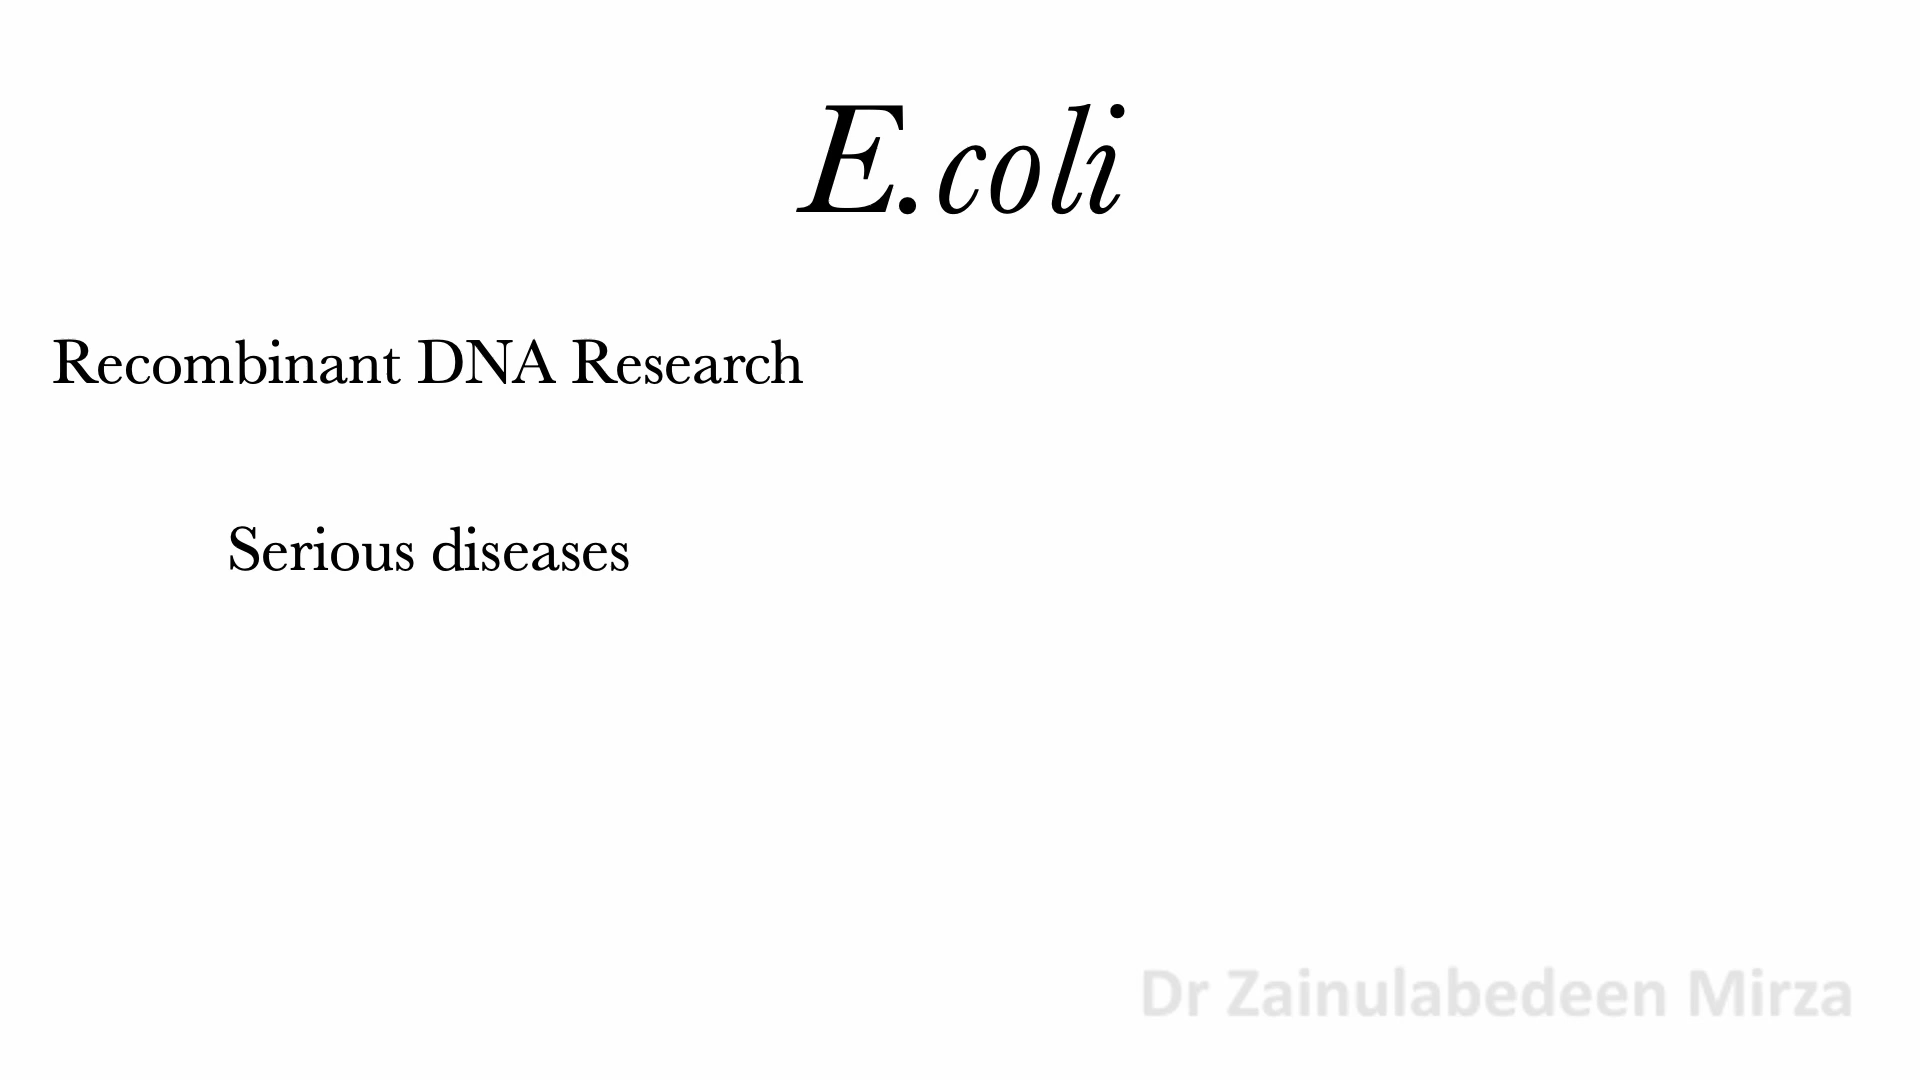 E.coli
Recombinant DNA Research
Serious diseases
Dr Zainulabedeen Mirza